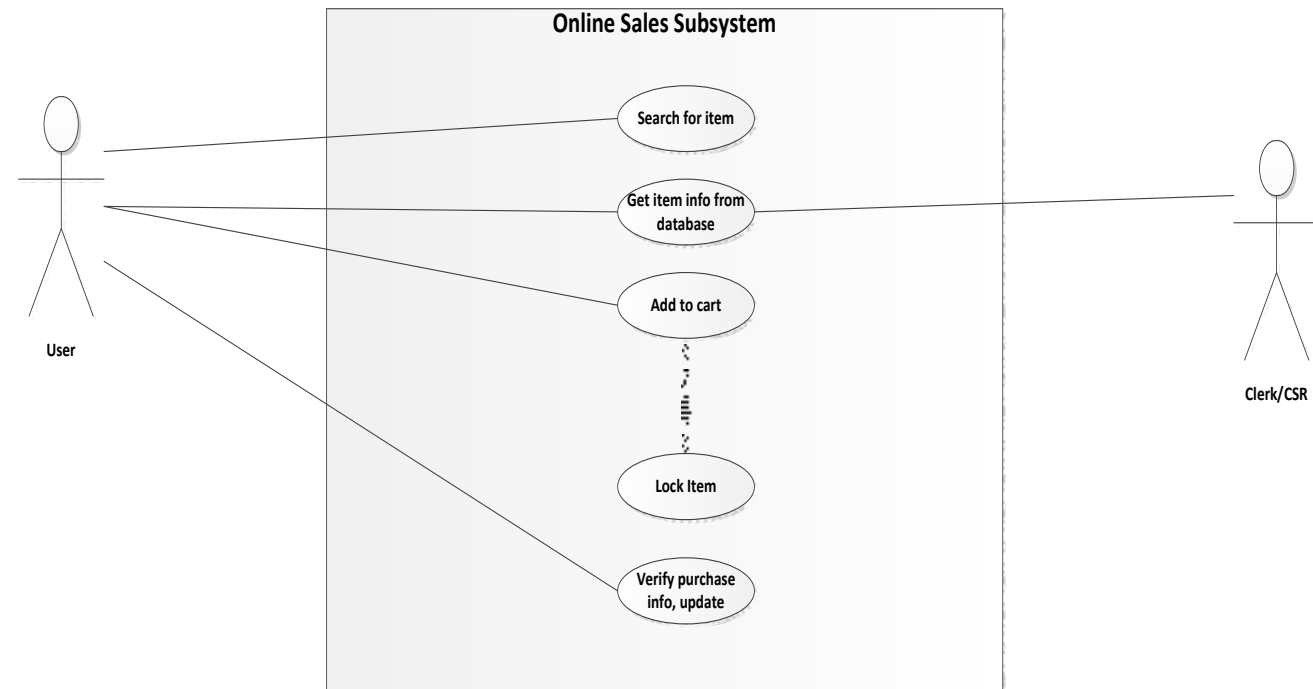 Online Sales Subsystem
Search for item
Get item info from
database
Add to cart
User
Clerk/CSR
Lock Item
Verify purchase
info, update